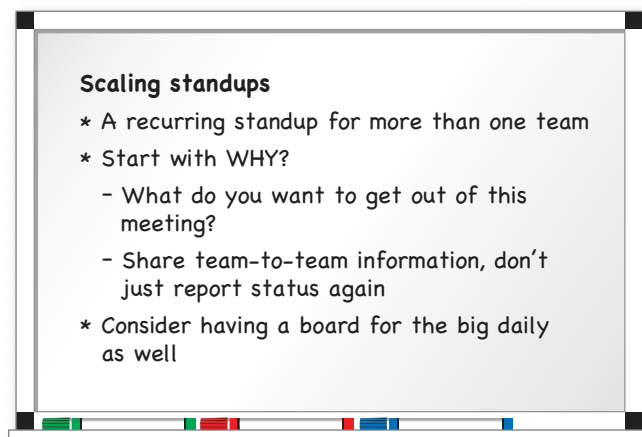 Scaling standups
* A recurring standup for more than one team
* Start with WHY?
– What do you want to get out of this
meeting?
– Share team-to-team information, don't
just report status again
* Consider having a board for the big daily
as well